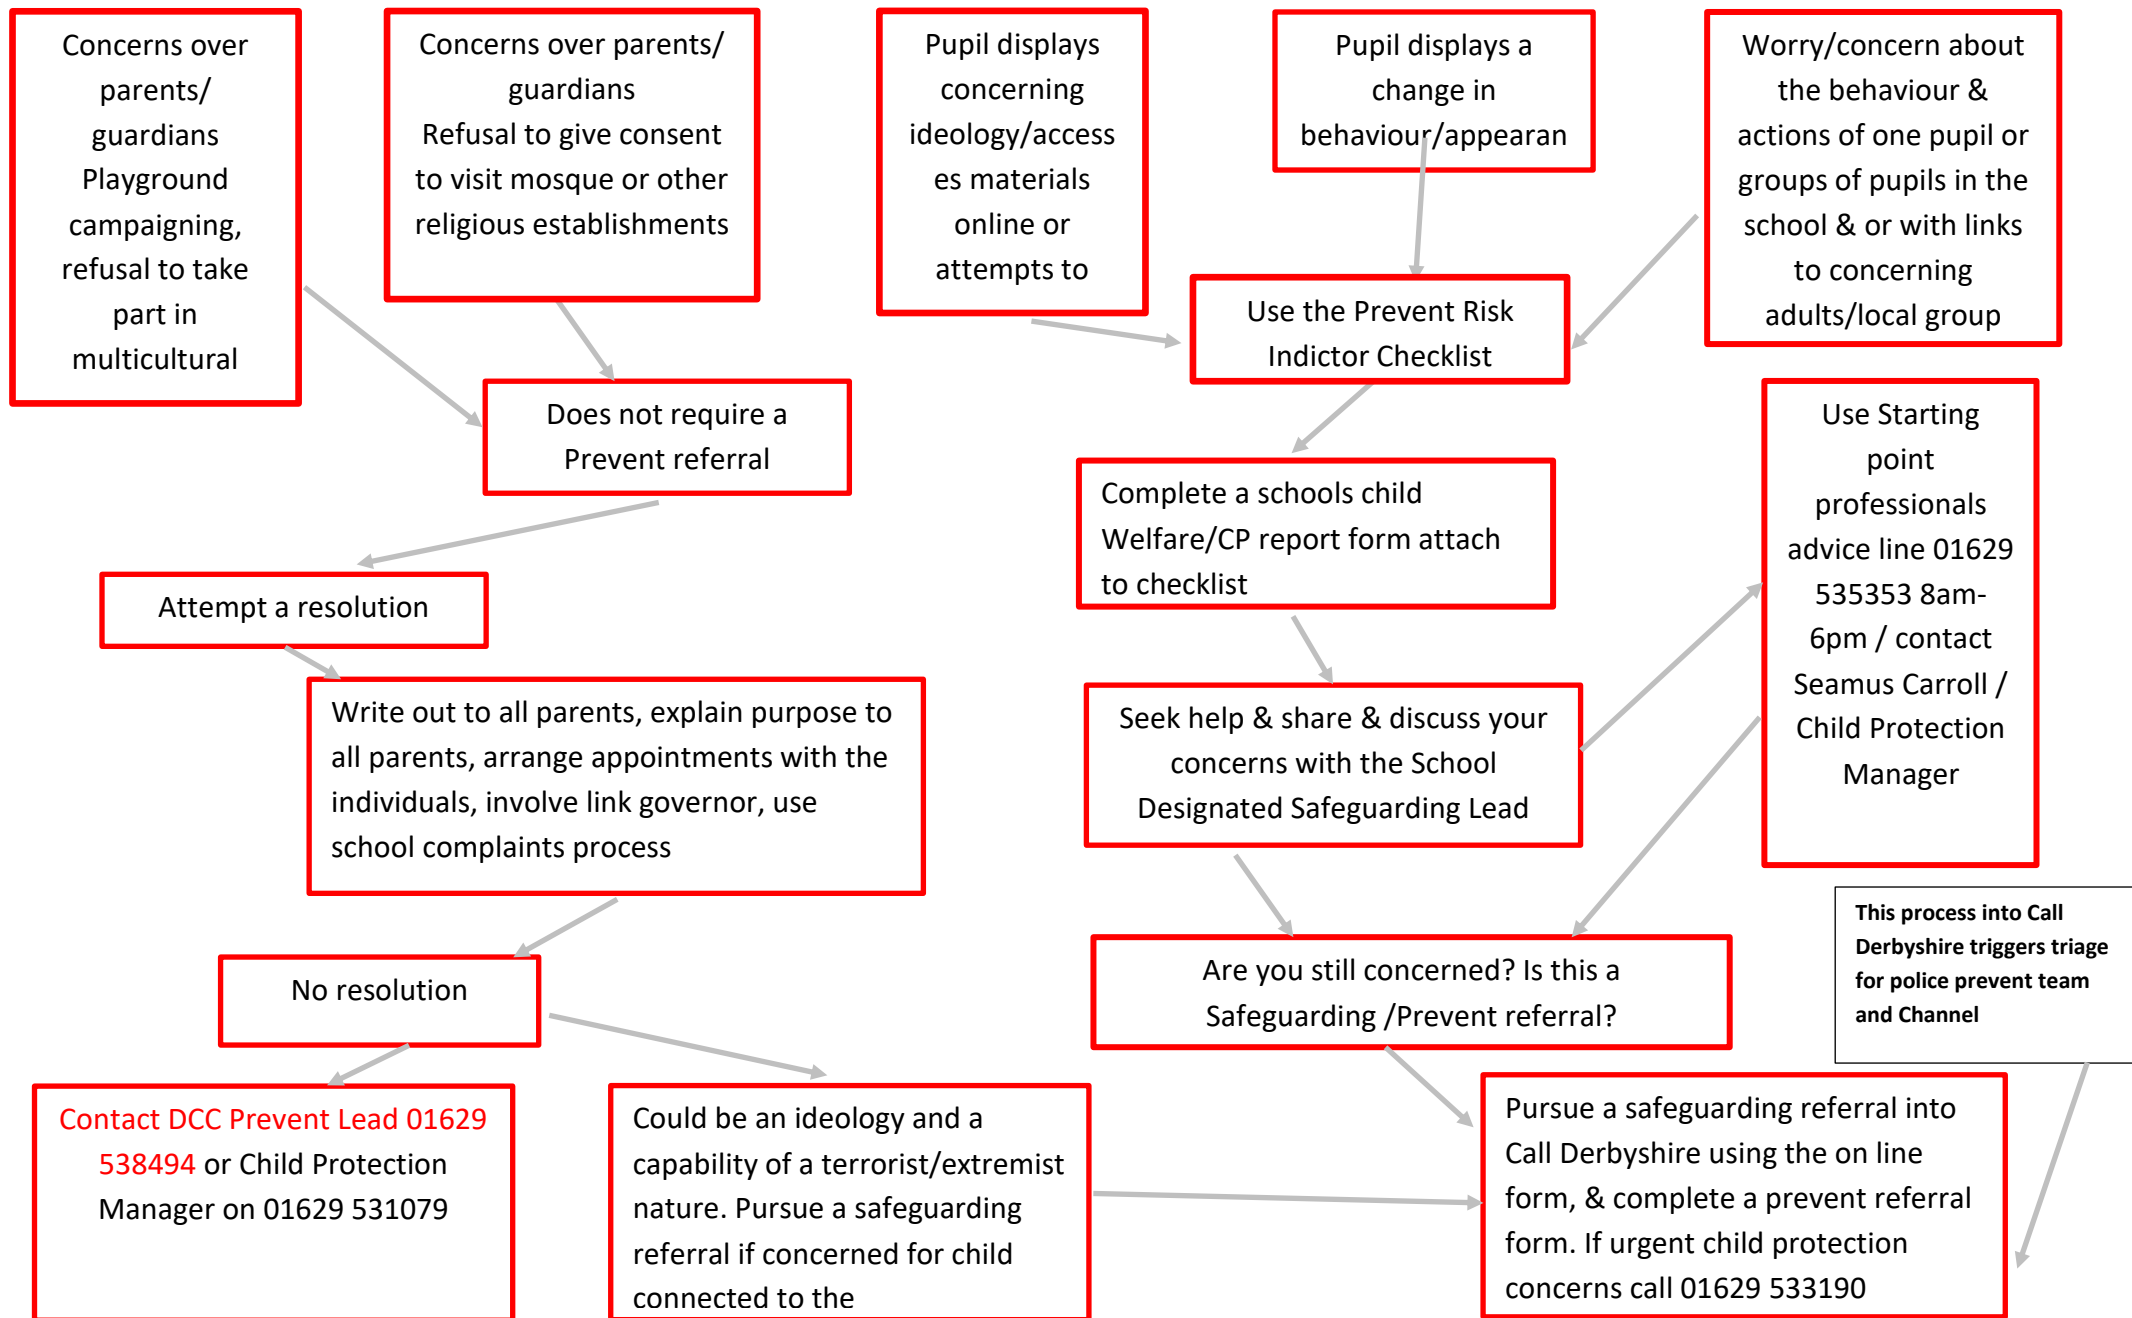 Concerns over
parents/
guardians
Playground
campaigning,
refusal to take
part in
multicultural
Concerns over parents/
guardians
Refusal to give consent
to visit mosque or other
religious establishments
Pupil displays
concerning
ideology/access
es materials
online or
attempts to
Pupil displays a
change in
behaviour/appearan
Worry/concern about
the behaviour &
actions of one pupil or
groups of pupils in the
school & or with links
to concerning
adults/local group
Use the Prevent Risk
Indictor Checklist
Does not require a
Prevent referral
Use Starting
point
professionals
advice line 01629
535353 8am-
6pm / contact
Seamus Carroll /
Child Protection
Manager
Complete a schools child
Welfare/CP report form attach
to checklist
Attempt a resolution
Write out to all parents, explain purpose to
all parents, arrange appointments with the
individuals, involve link governor, use
school complaints process
Seek help & share & discuss your
concerns with the School
Designated Safeguarding Lead
This process into Call
Derbyshire triggers triage
for police prevent team
and Channel
No resolution
Are you still concerned? Is this a
Safeguarding /Prevent referral?
Contact DCC Prevent Lead 01629
538494 or Child Protection
Manager on 01629 531079
Could be an ideology and a
capability of a terrorist/extremist
nature. Pursue a safeguarding
referral if concerned for child
connected to the
Pursue a safeguarding referral into
Call Derbyshire using the on line
form, & complete a prevent referral
form. If urgent child protection
concerns call 01629 533190